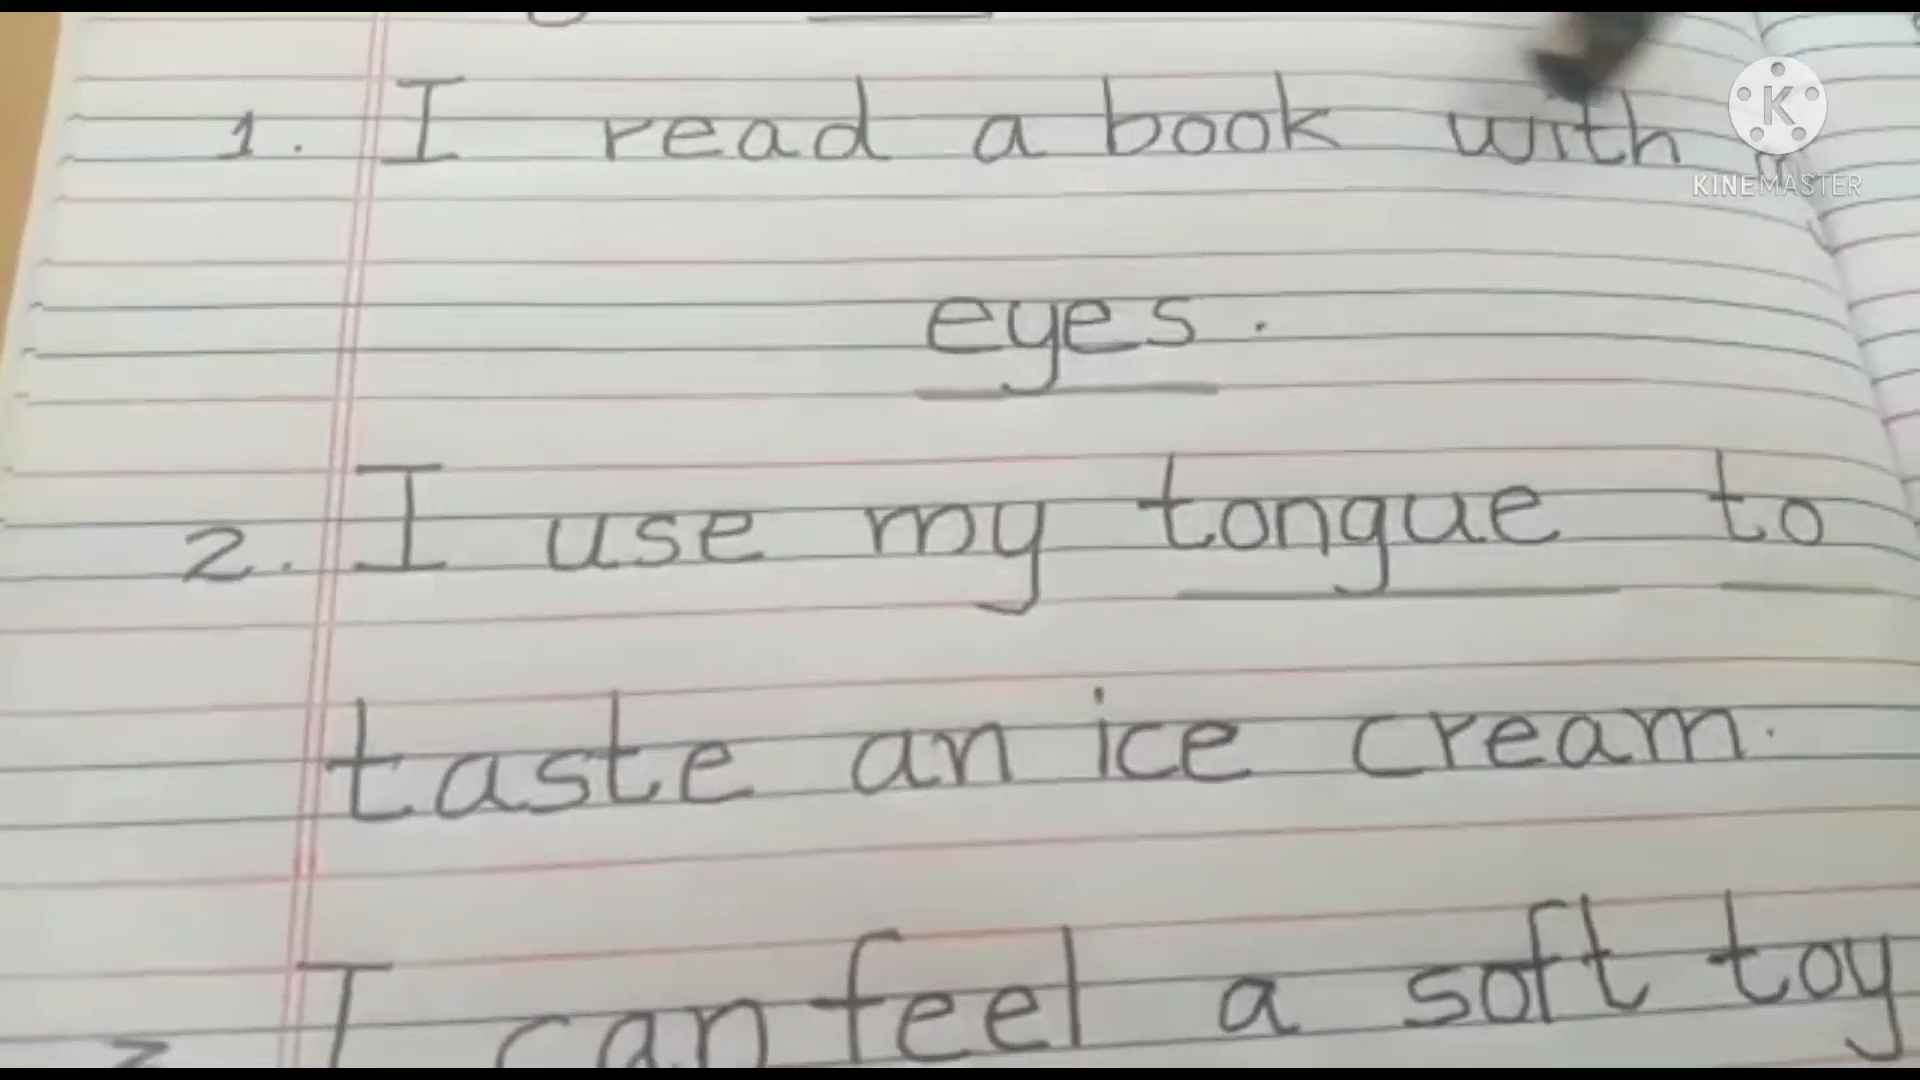 1. I read a book with
eyes.
2. I use my tongue to
taste an ice cream.
I can feel a soft toy
KINEMASTER